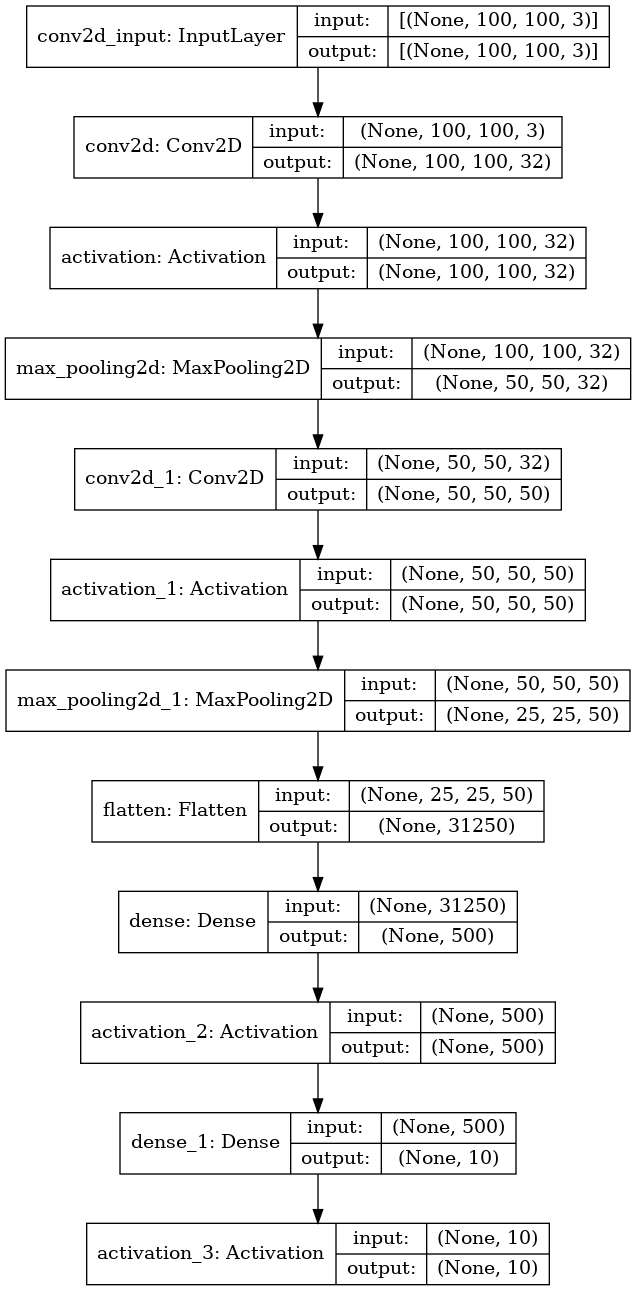 conv2d_input: InputLayer
input:
[(None, 100, 100, 3)]
output:
[(None, 100, 100, 3)]
conv2d: Conv2D
input:
(None, 100, 100, 3)
output:
(None, 100, 100, 32)
activation: Activation
input:
(None, 100, 100, 32)
output:
(None, 100, 100, 32)
max_pooling2d: MaxPooling2D
input:
(None, 100, 100, 32)
output:
(None, 50, 50, 32)
conv2d_1: Conv2D
input:
(None, 50, 50, 32)
output:
(None, 50, 50, 50)
activation_1: Activation
input:
(None, 50, 50, 50)
output:
(None, 50, 50, 50)
max_pooling2d_1: MaxPooling2D
input:
(None, 50, 50, 50)
output:
(None, 25, 25, 50)
flatten: Flatten
input:
(None, 25, 25, 50)
output:
(None, 31250)
dense: Dense
input:
(None, 31250)
output:
(None, 500)
activation_2: Activation
input:
(None, 500)
output:
(None, 500)
dense_1: Dense
input:
(None, 500)
output:
(None, 10)
activation_3: Activation
input:
(None, 10)
output:
(None, 10)